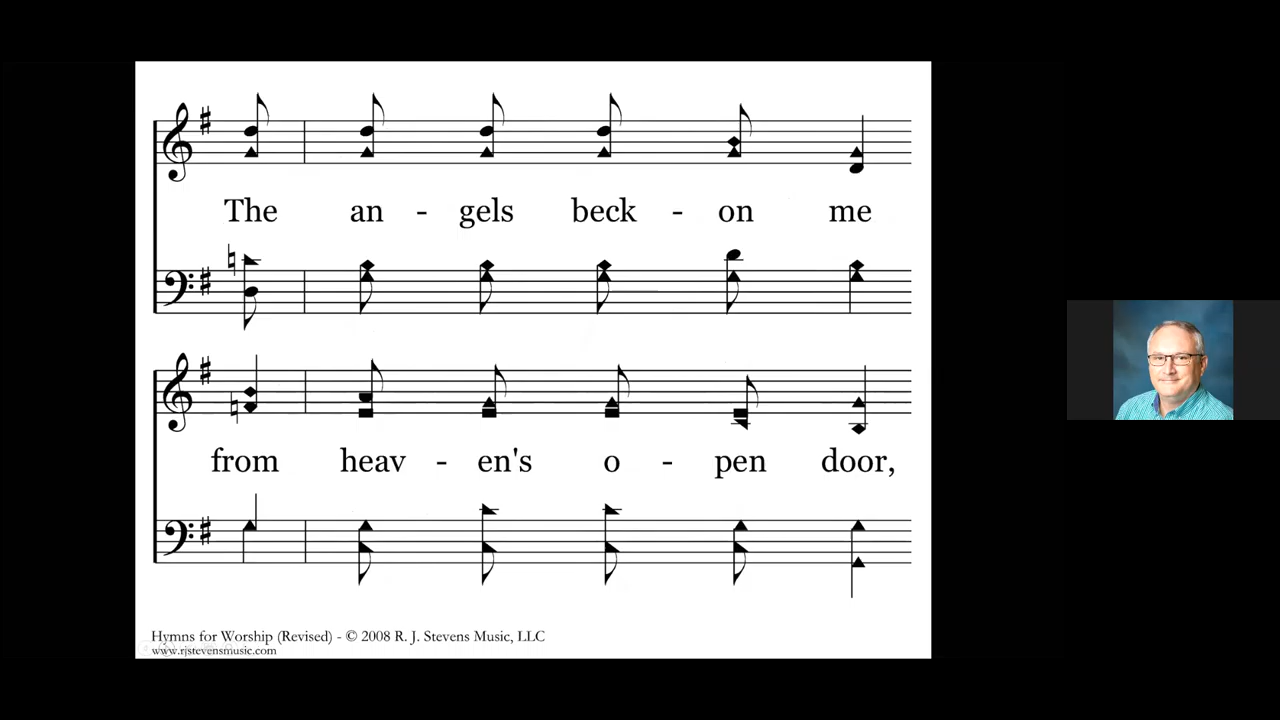 The an - gels beck - on me
from heav - en's o - pen door,
Hymns for Worship (Revised) - © 2008 R. J. Stevens Music, LLC
www.rjstevensmusic.com